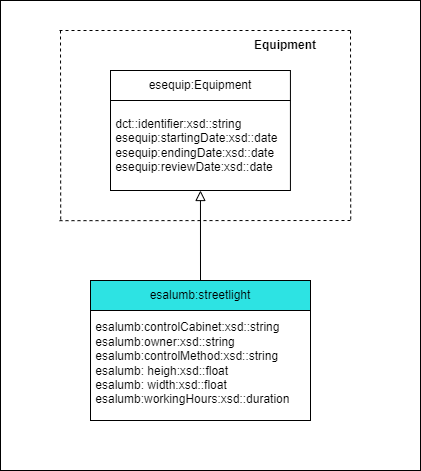 Equipment
esequip:Equipment
dct::identifier:xsd::string
esequip:startingDate:xsd::date
esequip:endingDate:xsd::date
esequip:reviewDate:xsd::date
esalumb:streetlight
esalumb:controlCabinet:xsd::string
esalumb:owner:xsd::string
esalumb:controlMethod:xsd::string
esalumb: heigh:xsd::float
esalumb: width:xsd::float
esalumb:workingHours:xsd::duration